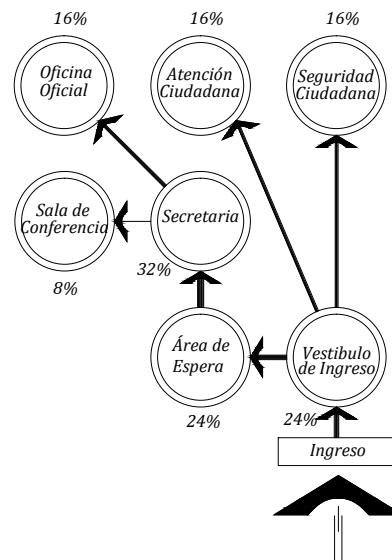 16%
16%
16%
Oficina
Oficial
Atención
Ciudadana
Seguridad
Ciudadana
Sala de
Conferencia
Secretaria
8%
32%
Área de
Espera
Vestibulo
de Ingreso
24%
24%
Ingreso